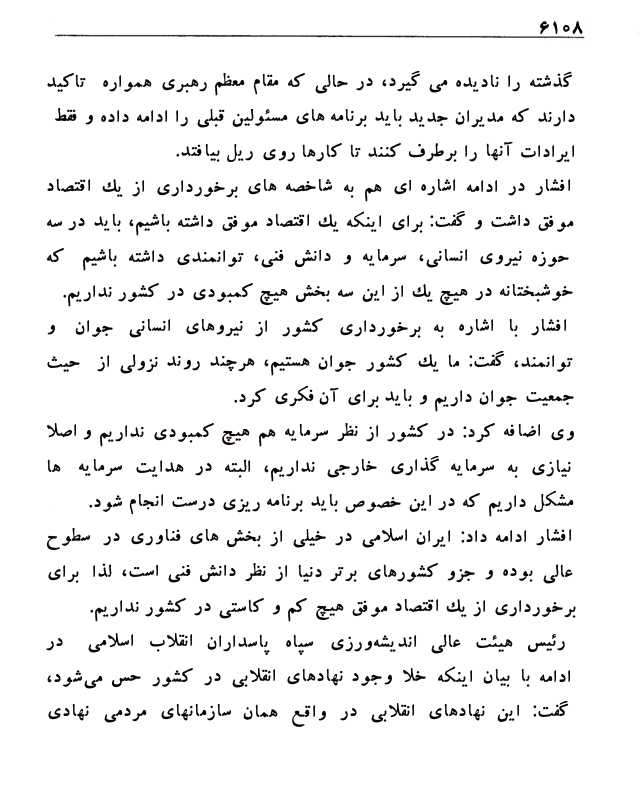 ۶۱۰۸
گذشته را نادیده می گیرد، در حالی که مقام معظم رهبری همواره تاکید
دارند که مدیران جدید باید برنامه های مسئولین قبلی را ادامه داده و فقط
ایرادات آنها را برطرف کنند تا کارها روی ریل بیافتد.
افشار در ادامه اشاره ای هم به شاخصه های برخورداری از یك اقتصاد
موفق داشت و گفت: برای اینکه یك اقتصاد موفق داشته باشیم، باید در سه
حوزه نیروی انسانی، سرمایه و دانش فنی، توانمندی داشته باشیم که
خوشبختانه در هیچ یك از این سه بخش هیچ کمبودی در کشور نداریم.
افشار با اشاره به برخورداری کشور از نیروهای انسانی جوان و
توانمند، گفت: ما یك کشور جوان هستیم، هرچند روند نزولی از حیث
جمعیت جوان داریم و باید برای آن فکری کرد.
وی اضافه کرد: در کشور از نظر سرمایه هم هیچ کمبودی نداریم و اصلا
نیازی به سرمایه گذاری خارجی نداریم، البته در هدایت سرمایه ها
مشکل داریم که در این خصوص باید برنامه ریزی درست انجام شود.
افشار ادامه داد: ایران اسلامی در خیلی از بخش های فناوری در سطوح
عالی بوده و جزو کشورهای برتر دنیا از نظر دانش فنی است، لذا برای
برخورداری از یك اقتصاد موفق هیچ کم و کاستی در کشور نداریم.
رئیس هیئت عالی اندیشه‌ورزی سپاه پاسداران انقلاب اسلامی در
ادامه با بیان اینکه خلا وجود نهادهای انقلابی در کشور حس می‌شود،
گفت: این نهادهای انقلابی در واقع همان سازمانهای مردمی نهادی